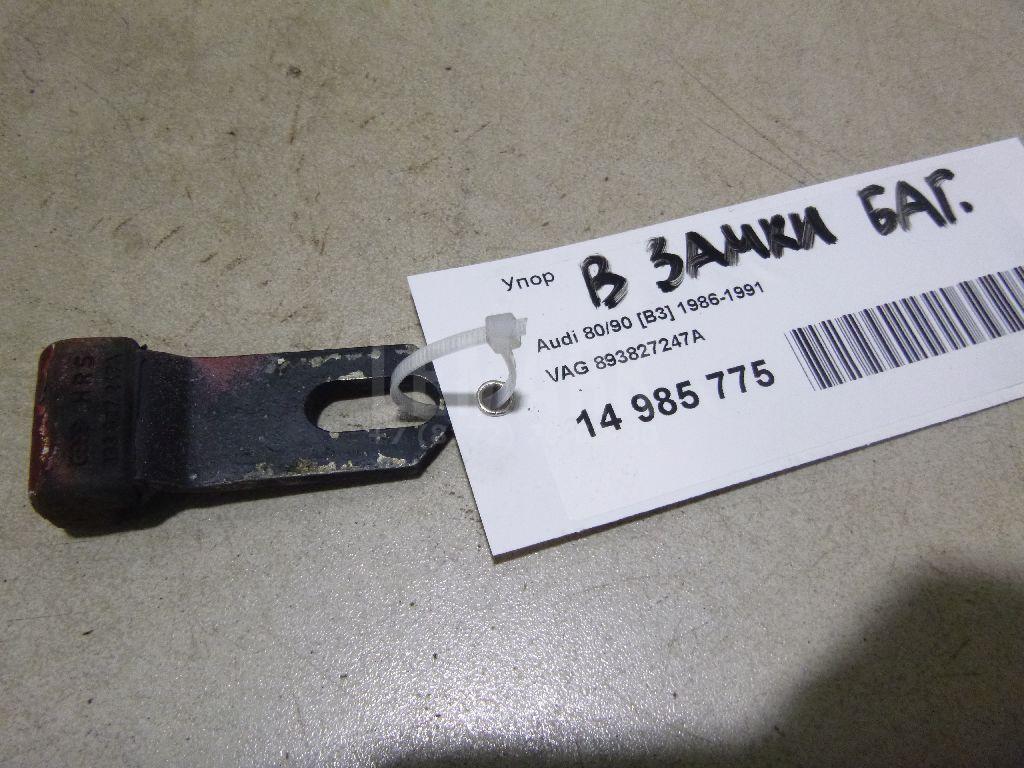 Упор В ЗАМКИ БАГ.
Audi 80/90 [B3] 1986-1991
VAG 893827247A
14 985 775